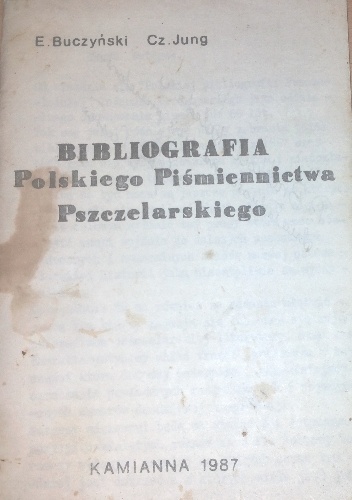 E. Buczyński Cz. Jung
BIBLIOGRAFIA
Polskiego Piśmiennictwa
Pszczelarskiego
KAMIANNA 1987